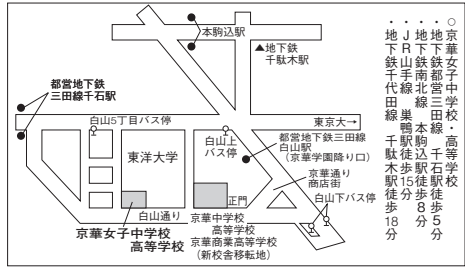 ○京華女子中学校・高校
・地下鉄都営三田線 千石駅徒歩5分
・地下鉄南北線 本駒込駅徒歩8分
・JR山手線 巣鴨駅徒歩15分
・地下鉄千代田線 千駄木駅徒歩18分
本駒込駅
▲地下鉄
千駄木駅
都営地下鉄
三田線千石駅
東京大→
白山5丁目バス停
白山上
バス停
都営地下鉄三田線
白山駅
(京華学園降り口)
東洋大学
京華通り
商店街
正門
白山下バス停
白山通り
京華女子中学校
高等学校
京華中学校
高等学校
京華商業高等学校
(新校舎移転地)